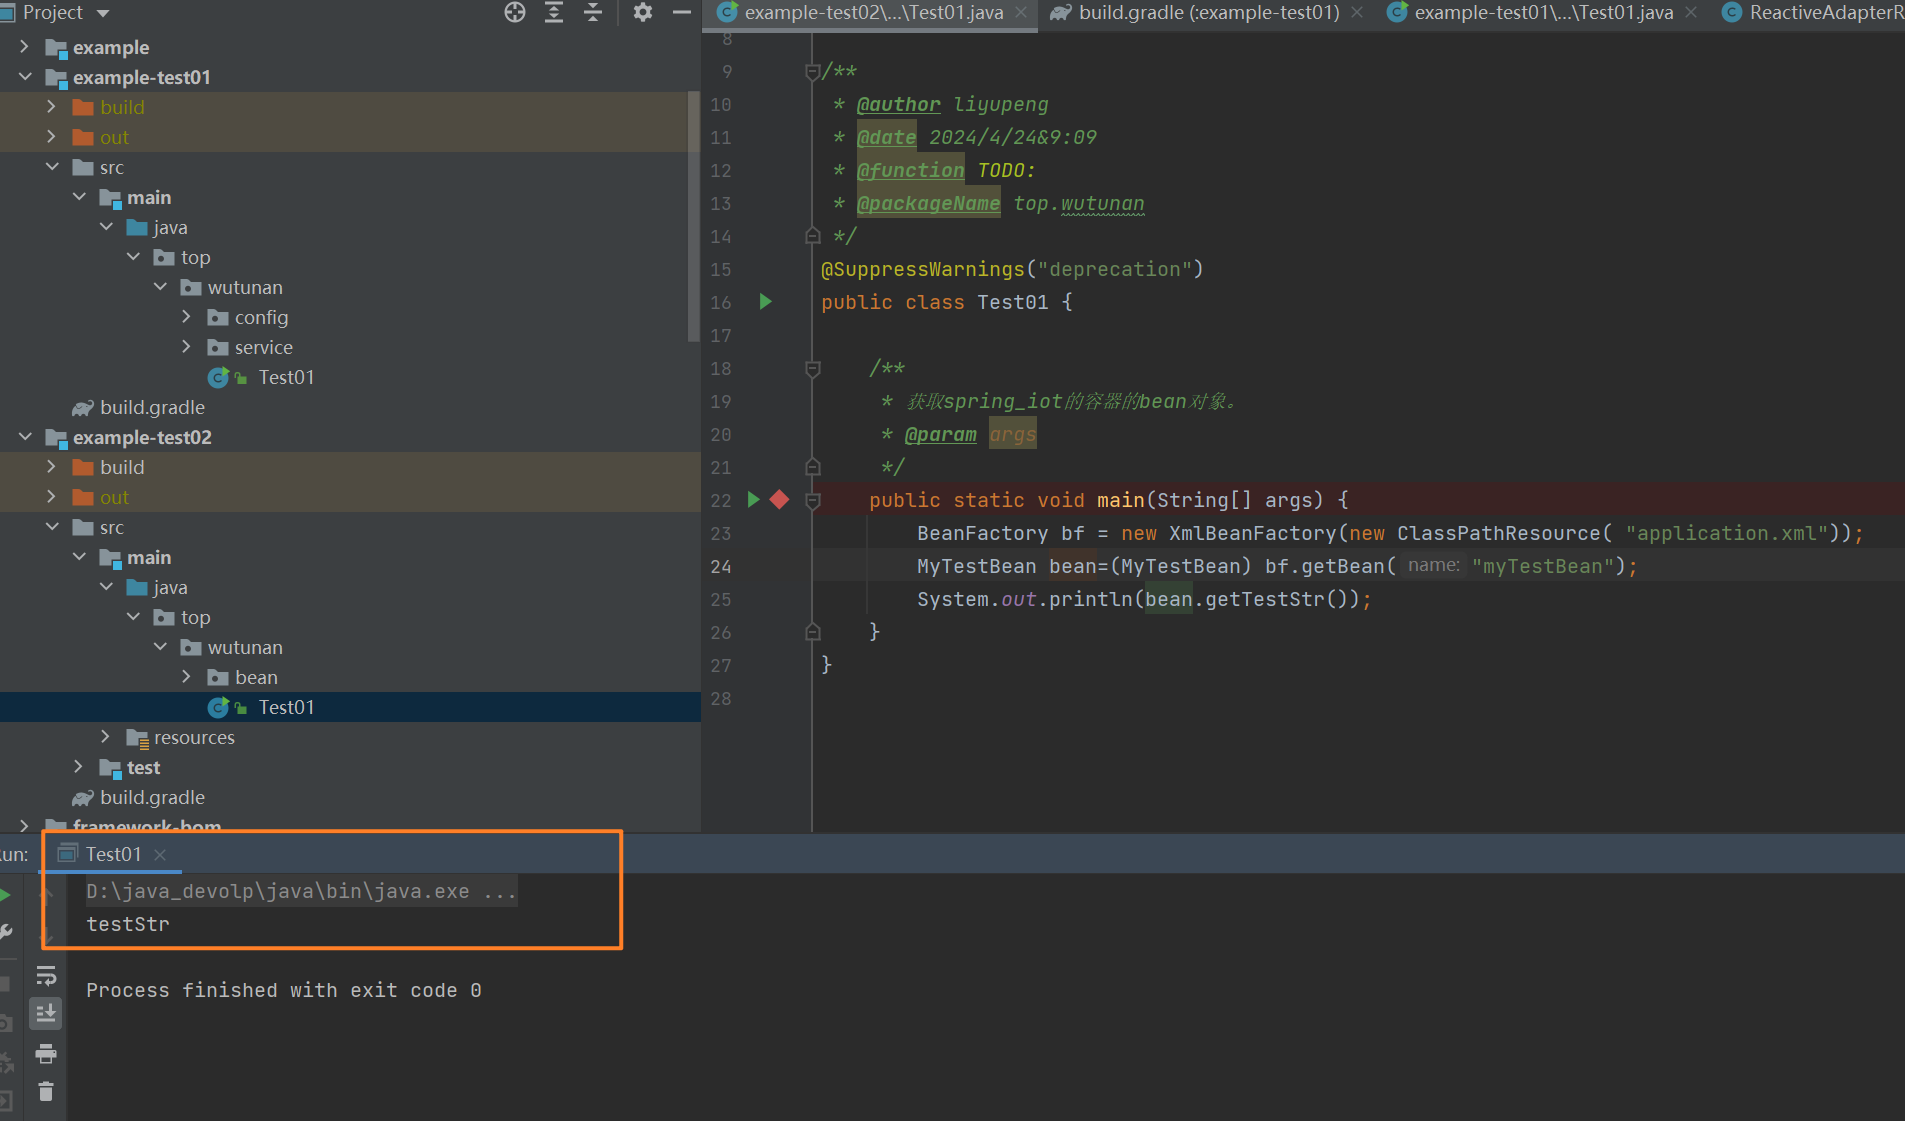 Project
example
example-test01
build
out
src
main
java
top
wutunan
config
service
Test01
build.gradle
example-test02
build
out
src
main
java
top
wutunan
bean
Test01
resources
test
build.gradle
framework-bom
example-test02\...\Test01.java
build.gradle (:example-test01)
example-test01\...\Test01.java
ReactiveAdapterR
8
9 /**
10 * @author liyupeng
11 * @date 2024/4/24&9:09
12 * @function TODO:
13 * @packageName top.wutunan
14 */
15 @SuppressWarnings("deprecation")
16 public class Test01 {
17
18 /**
19 * 获取spring_iot的容器的bean对象。
20 * @param args
21 */
22 public static void main(String[] args) {
23 BeanFactory bf = new XmlBeanFactory(new ClassPathResource( "application.xml"));
24 MyTestBean bean=(MyTestBean) bf.getBean( name: "myTestBean");
25 System.out.println(bean.getTestStr());
26 }
27 }
28
un:
Test01
D:\java_devolp\java\bin\java.exe ...
testStr
Process finished with exit code 0